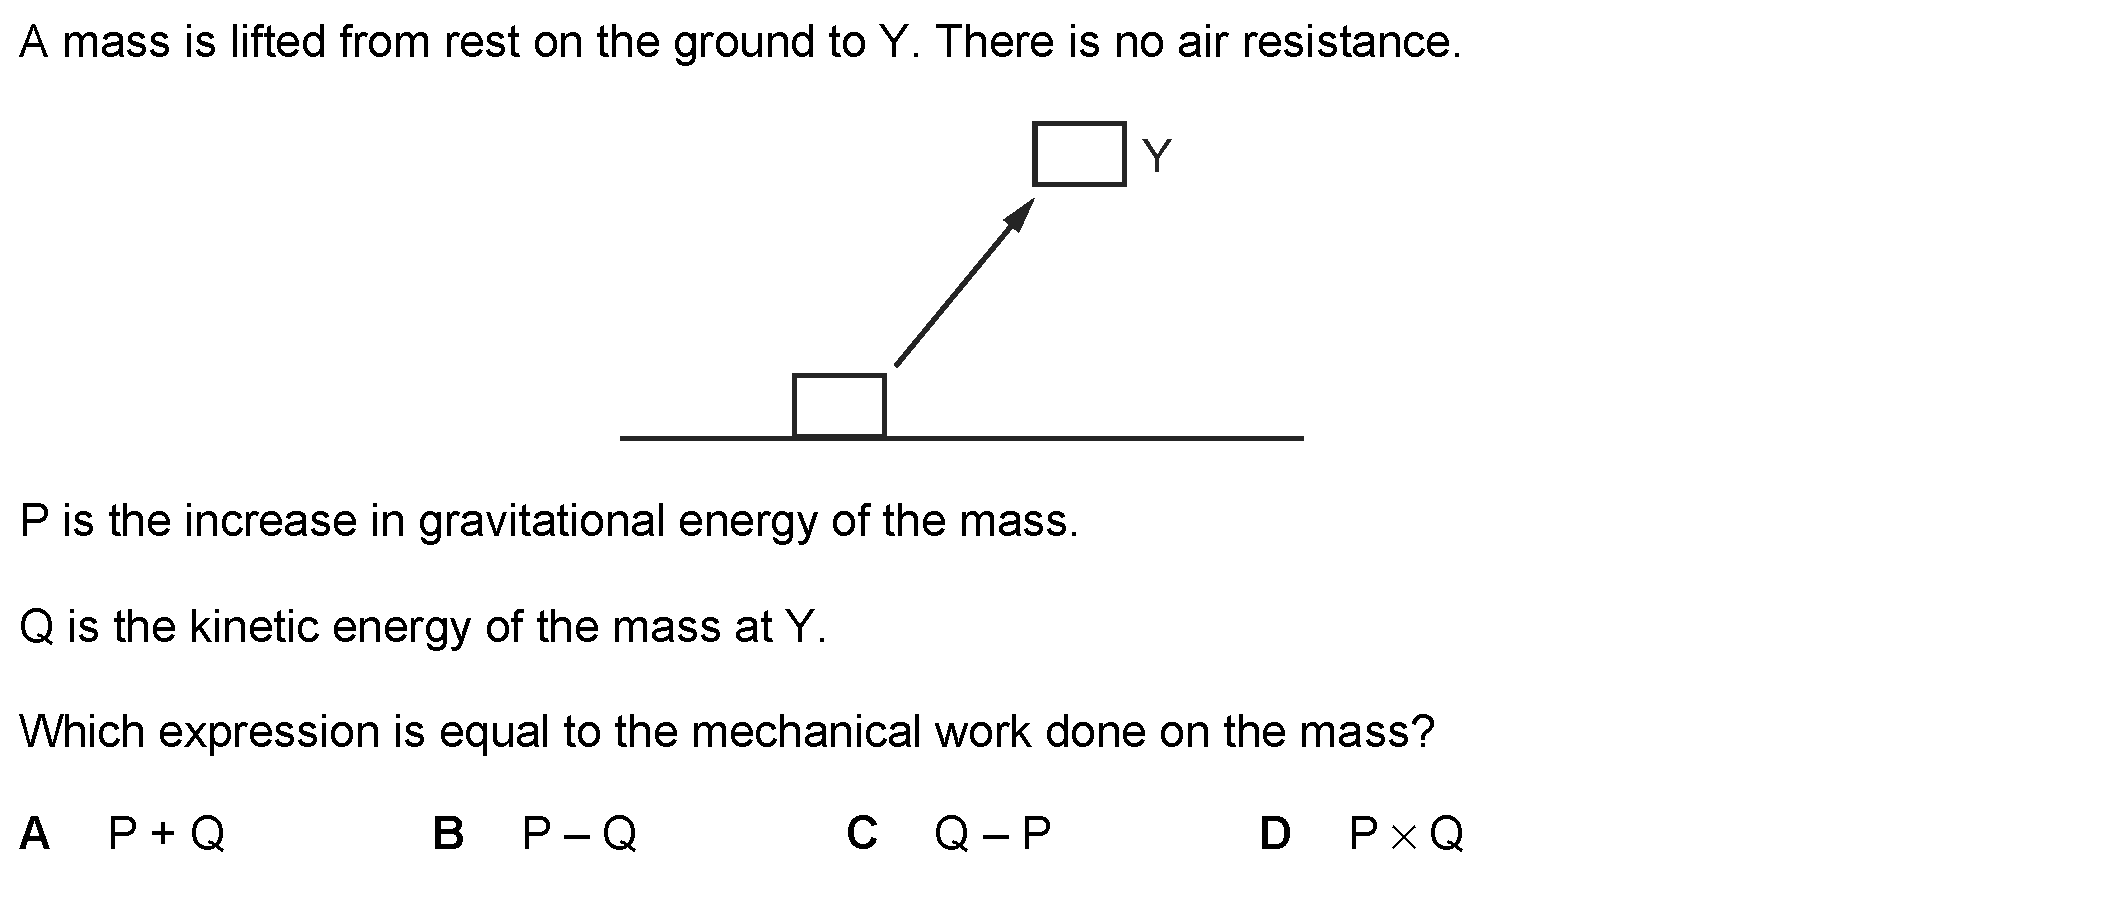 A mass is lifted from rest on the ground to Y. There is no air resistance.
Y
P is the increase in gravitational energy of the mass.
Q is the kinetic energy of the mass at Y.
Which expression is equal to the mechanical work done on the mass?
A P + Q B P – Q C Q – P D P × Q